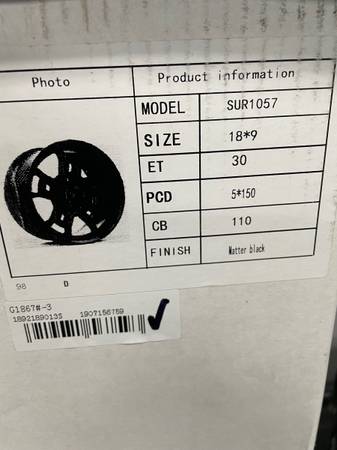 Photo Product information
MODEL SUR1057
SIZE 18*9
ET 30
PCD 5*150
CB 110
FINISH Matter black
98 D
G1867#-3
1892189013S 1907156789